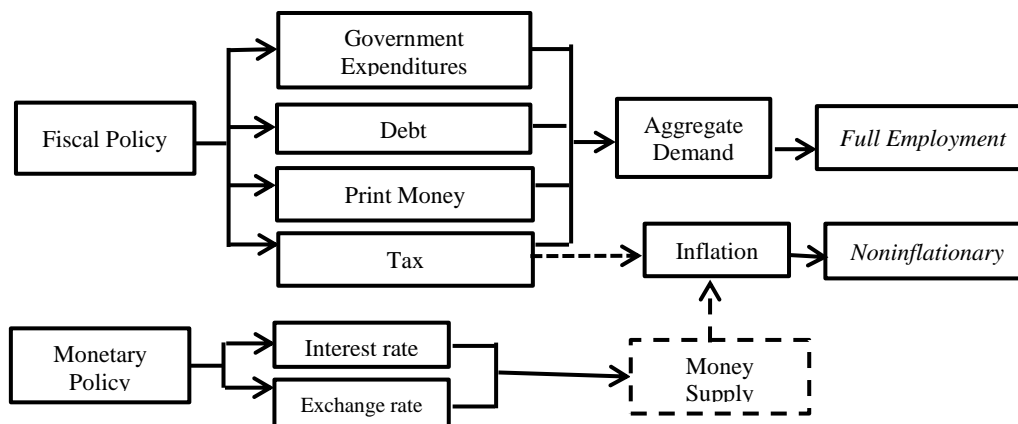 Government
Expenditures
Fiscal Policy
Debt
Aggregate
Demand
Full Employment
Print Money
Tax
Inflation
Noninflationary
Monetary
Policy
Interest rate
Exchange rate
Money
Supply